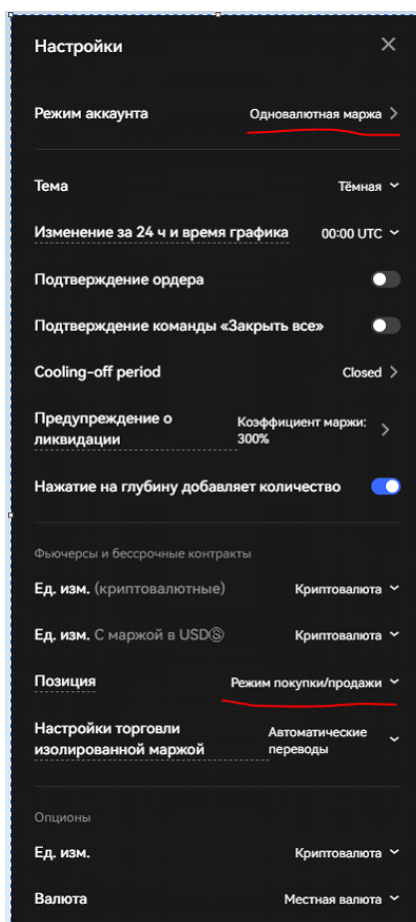 Настройки
Режим аккаунта Одновалютная маржа
Тема Тёмная
Изменение за 24 ч и время графика 00:00 UTC
Подтверждение ордера
Подтверждение команды «Закрыть все»
Cooling-off period Closed
Предупреждение о ликвидации Коэффициент маржи: 300%
Нажатие на глубину добавляет количество
Фьючерсы и бессрочные контракты
Ед. изм. (криптовалютные) Криптовалюта
Ед. изм. С маржой в USDⓈ Криптовалюта
Позиция Режим покупки/продажи
Настройки торговли изолированной маржой Автоматические переводы
Опционы
Ед. изм. Криптовалюта
Валюта Местная валюта